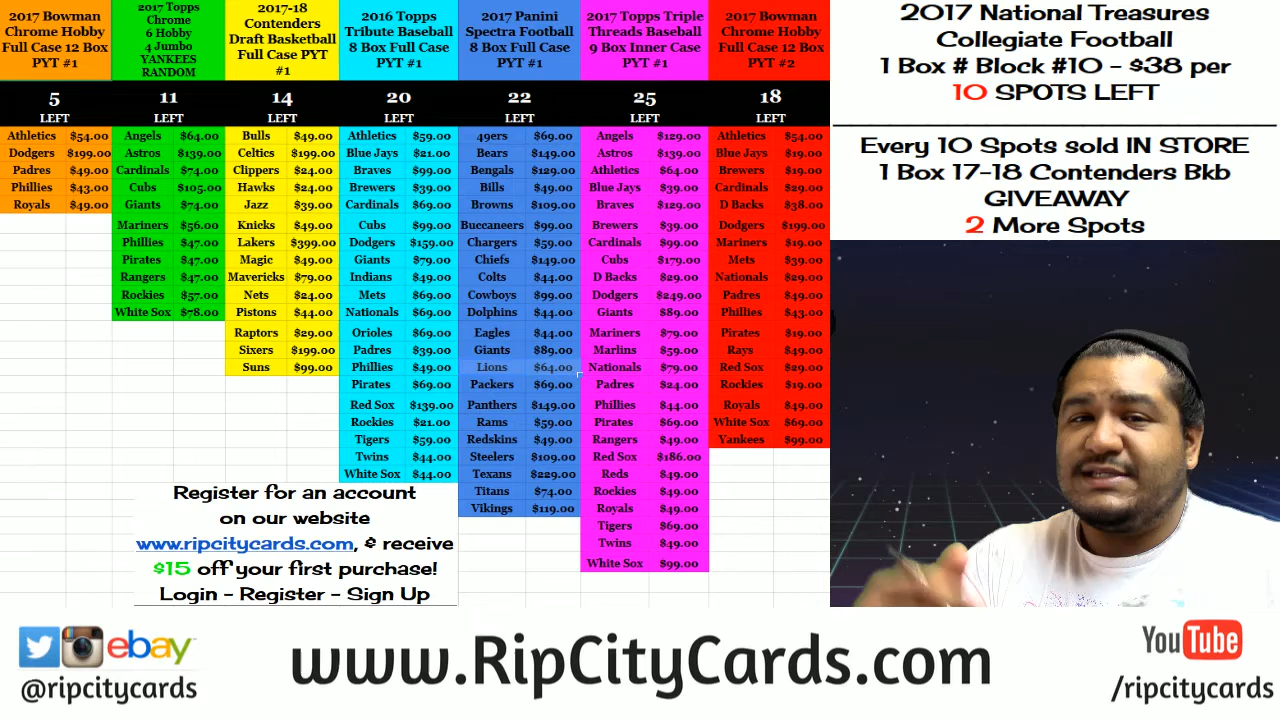 2017 Bowman
Chrome Hobby
Full Case 12 Box
PYT #1
5
LEFT
Athletics $54.00
Dodgers $199.00
Padres $49.00
Phillies $43.00
Royals $49.00
2017 Topps
Chrome
6 Hobby
4 Jumbo
YANKEES
RANDOM
11
LEFT
Angels $64.00
Astros $139.00
Cardinals $74.00
Cubs $105.00
Giants $74.00
Mariners $56.00
Phillies $47.00
Pirates $47.00
Rangers $47.00
Rockies $57.00
White Sox $78.00
2017-18
Contenders
Draft Basketball
Full Case PYT
#1
14
LEFT
Bulls $49.00
Celtics $199.00
Clippers $24.00
Hawks $24.00
Jazz $39.00
Knicks $49.00
Lakers $399.00
Magic $49.00
Mavericks $79.00
Nets $24.00
Pistons $44.00
Raptors $29.00
Sixers $199.00
Suns $99.00
2016 Topps
Tribute Baseball
8 Box Full Case
PYT #1
20
LEFT
Athletics $59.00
Blue Jays $21.00
Braves $99.00
Brewers $39.00
Cardinals $69.00
Cubs $99.00
Dodgers $159.00
Giants $79.00
Indians $49.00
Mets $69.00
Nationals $69.00
Orioles $69.00
Padres $39.00
Phillies $49.00
Pirates $69.00
Red Sox $139.00
Rockies $21.00
Tigers $59.00
Twins $44.00
White Sox $44.00
2017 Panini
Spectra Football
8 Box Full Case
PYT #1
22
LEFT
49ers $69.00
Bears $149.00
Bengals $129.00
Bills $49.00
Browns $109.00
Buccaneers $99.00
Chargers $59.00
Chiefs $149.00
Colts $44.00
Cowboys $99.00
Dolphins $44.00
Eagles $44.00
Giants $89.00
Lions $64.00
Packers $69.00
Panthers $149.00
Rams $59.00
Redskins $49.00
Steelers $109.00
Texans $229.00
Titans $74.00
Vikings $119.00
2017 Topps Triple
Threads Baseball
9 Box Inner Case
PYT #1
25
LEFT
Angels $129.00
Astros $139.00
Athletics $64.00
Blue Jays $39.00
Braves $129.00
Brewers $39.00
Cardinals $99.00
Cubs $179.00
D Backs $29.00
Dodgers $249.00
Giants $89.00
Mariners $79.00
Marlins $59.00
Nationals $79.00
Padres $24.00
Phillies $44.00
Pirates $69.00
Rangers $49.00
Red Sox $186.00
Reds $49.00
Rockies $49.00
Royals $49.00
Tigers $69.00
Twins $49.00
White Sox $99.00
2017 Bowman
Chrome Hobby
Full Case 12 Box
PYT #2
18
LEFT
Athletics $54.00
Blue Jays $19.00
Brewers $19.00
Cardinals $29.00
D Backs $38.00
Dodgers $199.00
Mariners $19.00
Mets $39.00
Nationals $29.00
Padres $49.00
Phillies $43.00
Pirates $19.00
Rays $49.00
Red Sox $29.00
Rockies $19.00
Royals $49.00
White Sox $69.00
Yankees $99.00
2017 National Treasures
Collegiate Football
1 Box # Block #10 - $38 per
10 SPOTS LEFT
Every 10 Spots sold IN STORE
1 Box 17-18 Contenders Bkb
GIVEAWAY
2 More Spots
Register for an account
on our website
www.ripcitycards.com, & receive
$15 off your first purchase!
Login - Register - Sign Up
ebay
@ripcitycards
www.RipCityCards.com
YouTube
/ripcitycards